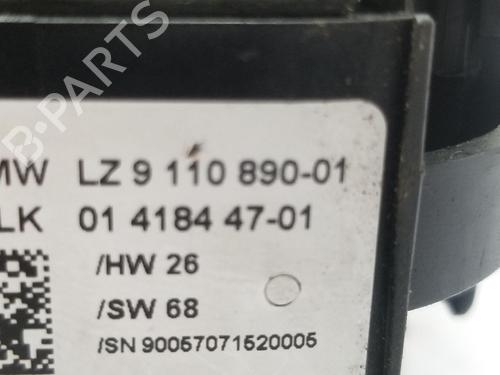 B-PARTS
MW LZ 9 110 890-01
LK 01 4184 47-01
/HW 26
/SW 68
/SN 90057071520005